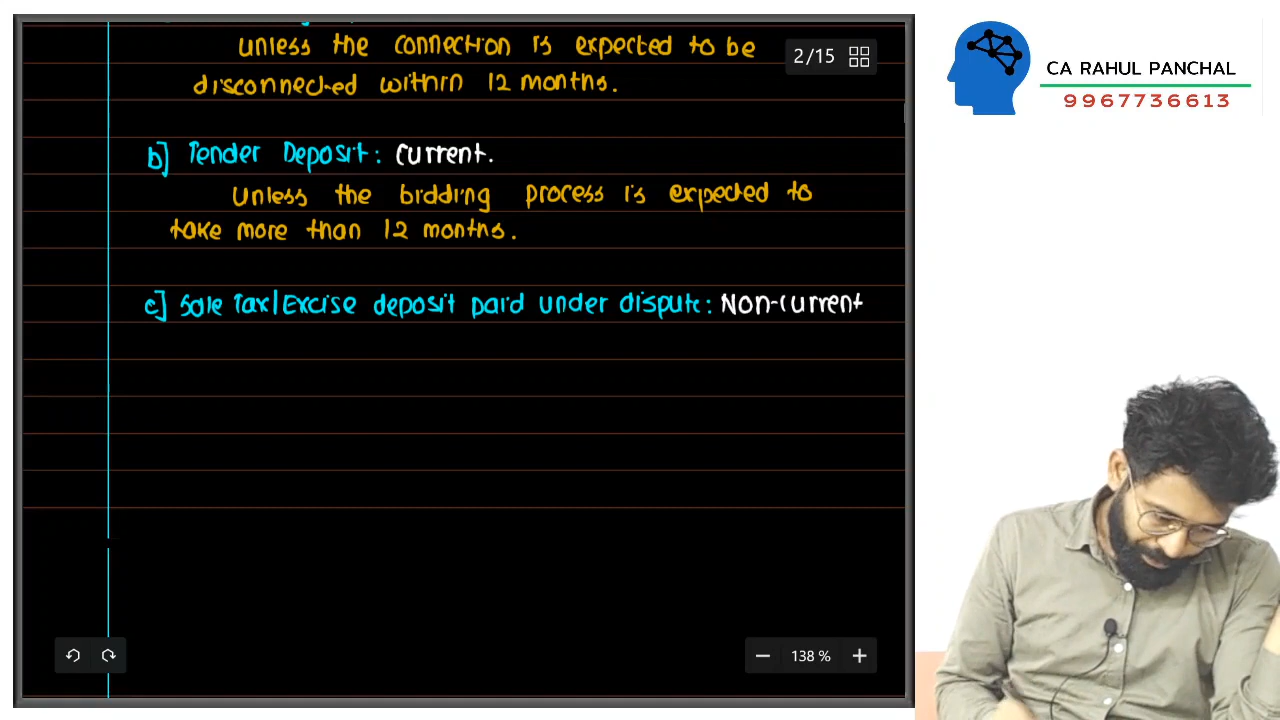 unless the connection is expected to be
disconnected within 12 months.
2/15
b] Tender Deposit: Current.
Unless the bidding process is expected to
take more than 12 months.
c] Sale Tax/Excise deposit paid under dispute: Non-current
138 %
CA RAHUL PANCHAL
9967736613